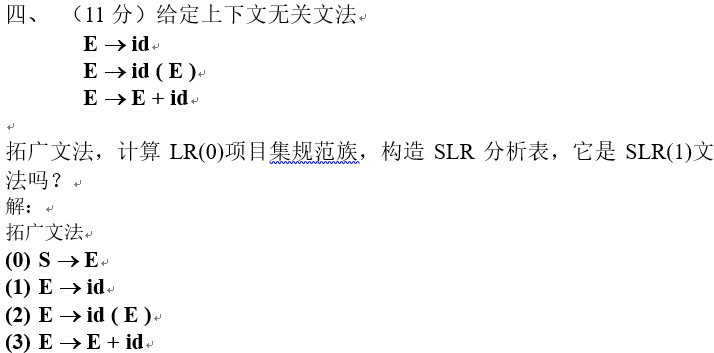 四、 （11 分）给定上下文无关文法
E → id
E → id ( E )
E → E + id
拓广文法，计算 LR(0)项目集规范族，构造 SLR 分析表，它是 SLR(1)文
法吗？
解：
拓广文法
(0) S → E
(1) E → id
(2) E → id ( E )
(3) E → E + id